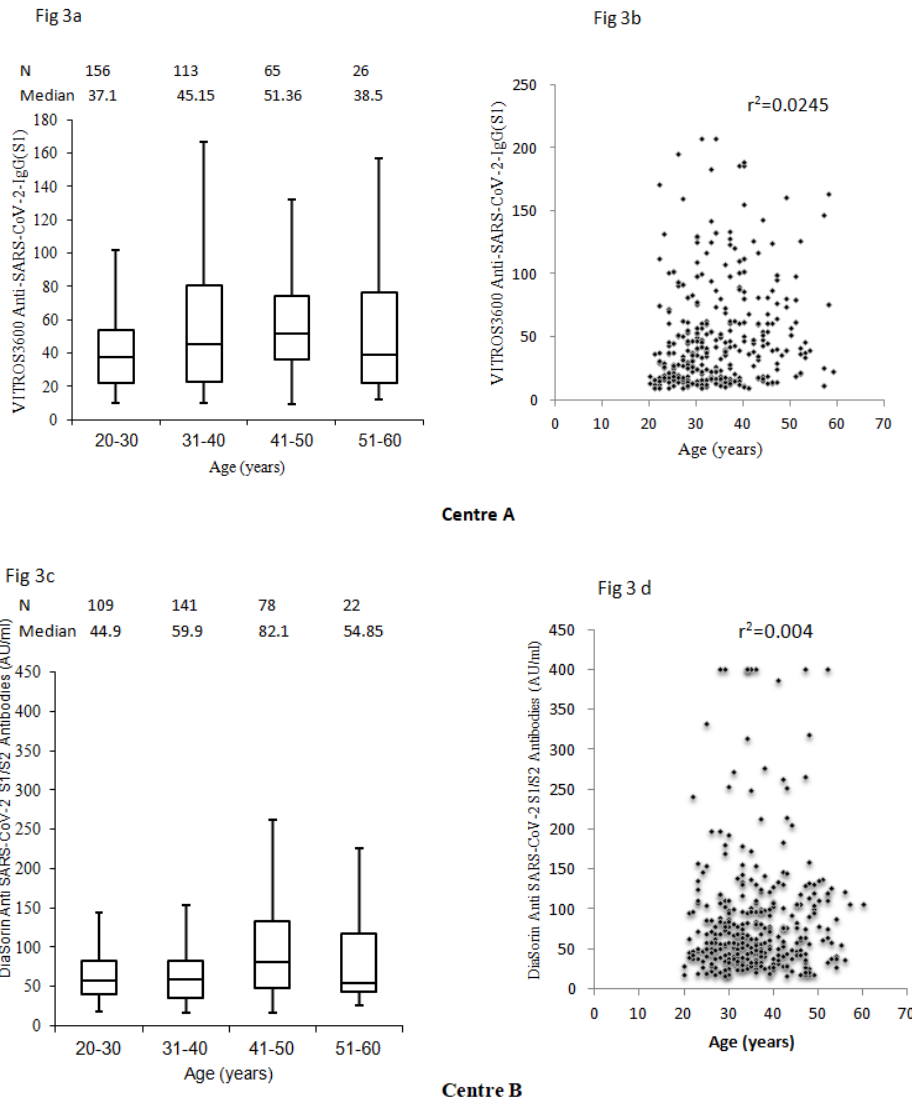 Fig 3a
N 156 113 65 26
Median 37.1 45.15 51.36 38.5
VITROS3600 Anti-SARS-CoV-2-IgG(S1)
180
160
140
120
100
80
60
40
20
0
20-30 31-40 41-50 51-60
Age (years)
Fig 3b
r²=0.0245
VITROS3600 Anti-SARS-CoV-2-IgG(S1)
250
200
150
100
50
0
0 10 20 30 40 50 60 70
Age (years)
Centre A
Fig 3c
N 109 141 78 22
Median 44.9 59.9 82.1 54.85
DiaSorin Anti SARS-CoV-2 S1/S2 Antibodies (AU/ml)
450
400
350
300
250
200
150
100
50
0
20-30 31-40 41-50 51-60
Age (years)
Fig 3 d
r²=0.004
DiaSorin Anti SARS-CoV-2 S1/S2 Antibodies (AU/ml)
450
400
350
300
250
200
150
100
50
0
0 10 20 30 40 50 60 70
Age (years)
Centre B